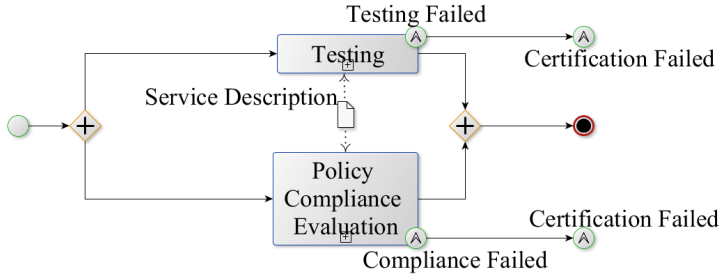 Testing Failed
Testing
Certification Failed
Service Description
Policy
Compliance
Evaluation
Certification Failed
Compliance Failed